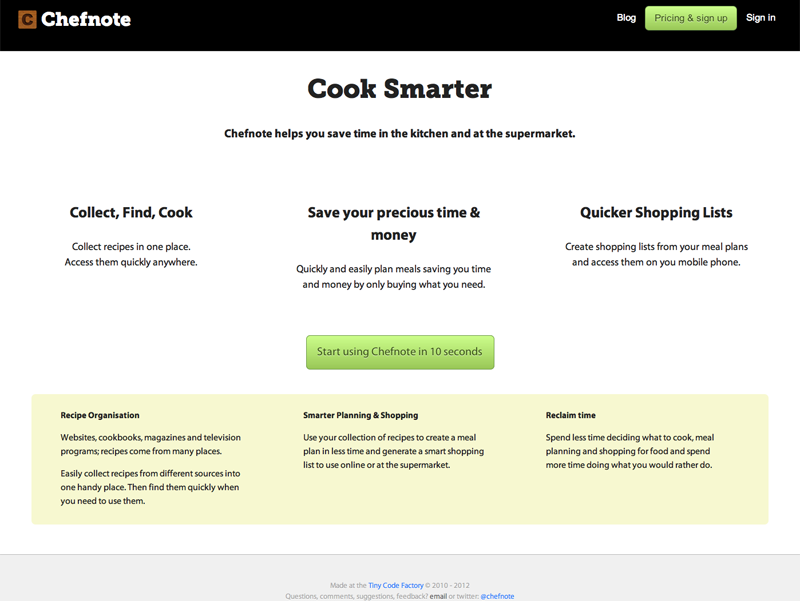 C Chefnote
Blog
Pricing & sign up
Sign in
Cook Smarter
Chefnote helps you save time in the kitchen and at the supermarket.
Collect, Find, Cook
Collect recipes in one place.
Access them quickly anywhere.
Save your precious time &
money
Quickly and easily plan meals saving you time
and money by only buying what you need.
Quicker Shopping Lists
Create shopping lists from your meal plans
and access them on you mobile phone.
Start using Chefnote in 10 seconds
Recipe Organisation
Websites, cookbooks, magazines and television
programs; recipes come from many places.
Easily collect recipes from different sources into
one handy place. Then find them quickly when
you need to use them.
Smarter Planning & Shopping
Use your collection of recipes to create a meal
plan in less time and generate a smart shopping
list to use online or at the supermarket.
Reclaim time
Spend less time deciding what to cook, meal
planning and shopping for food and spend
more time doing what you would rather do.
Made at the Tiny Code Factory © 2010 - 2012
Questions, comments, suggestions, feedback? email or twitter: @chefnote